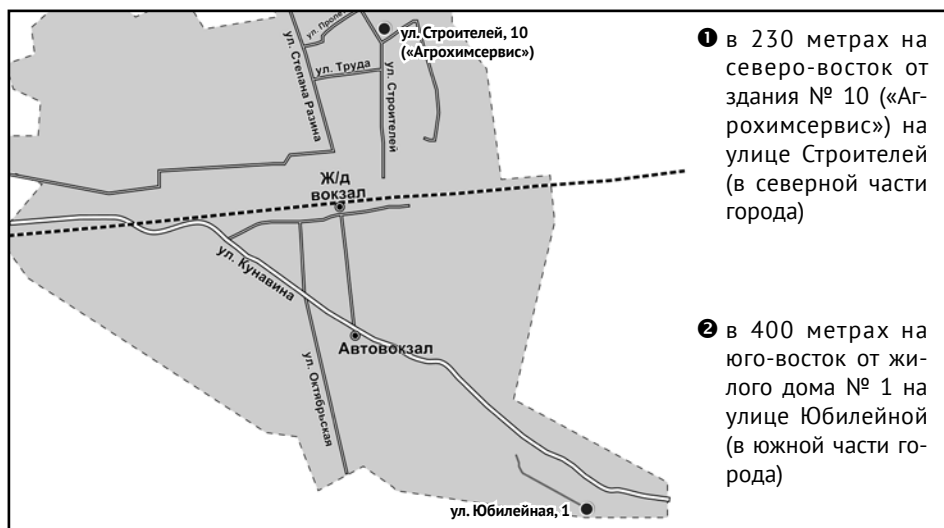 ул. Проле
ул. Строителей, 10
(«Агрохимсервис»)
ул. Степана Разина
ул. Труда
ул. Строителей
Ж/д
вокзал
ул. Кунавина
Автовокзал
ул. Октябрьская
ул. Юбилейная, 1
❶ в 230 метрах на
северо-восток от
здания № 10 («Аг-
рохимсервис») на
улице Строителей
(в северной части
города)
❷ в 400 метрах на
юго-восток от жи-
лого дома № 1 на
улице Юбилейной
(в южной части го-
рода)